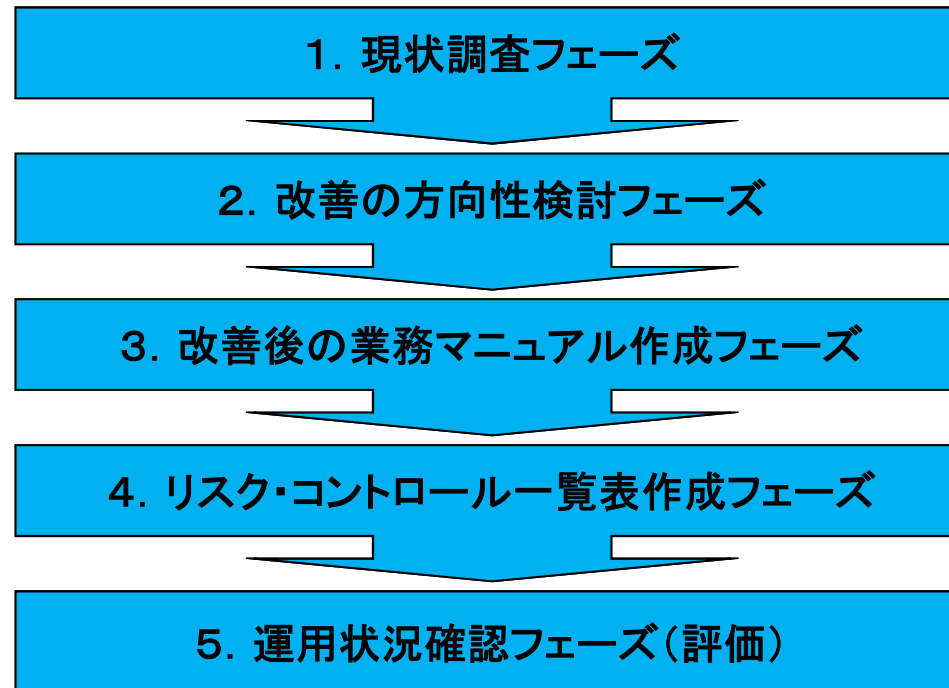 １．現状調査フェーズ
２．改善の方向性検討フェーズ
３．改善後の業務マニュアル作成フェーズ
４．リスク・コントロール一覧表作成フェーズ
５．運用状況確認フェーズ（評価）